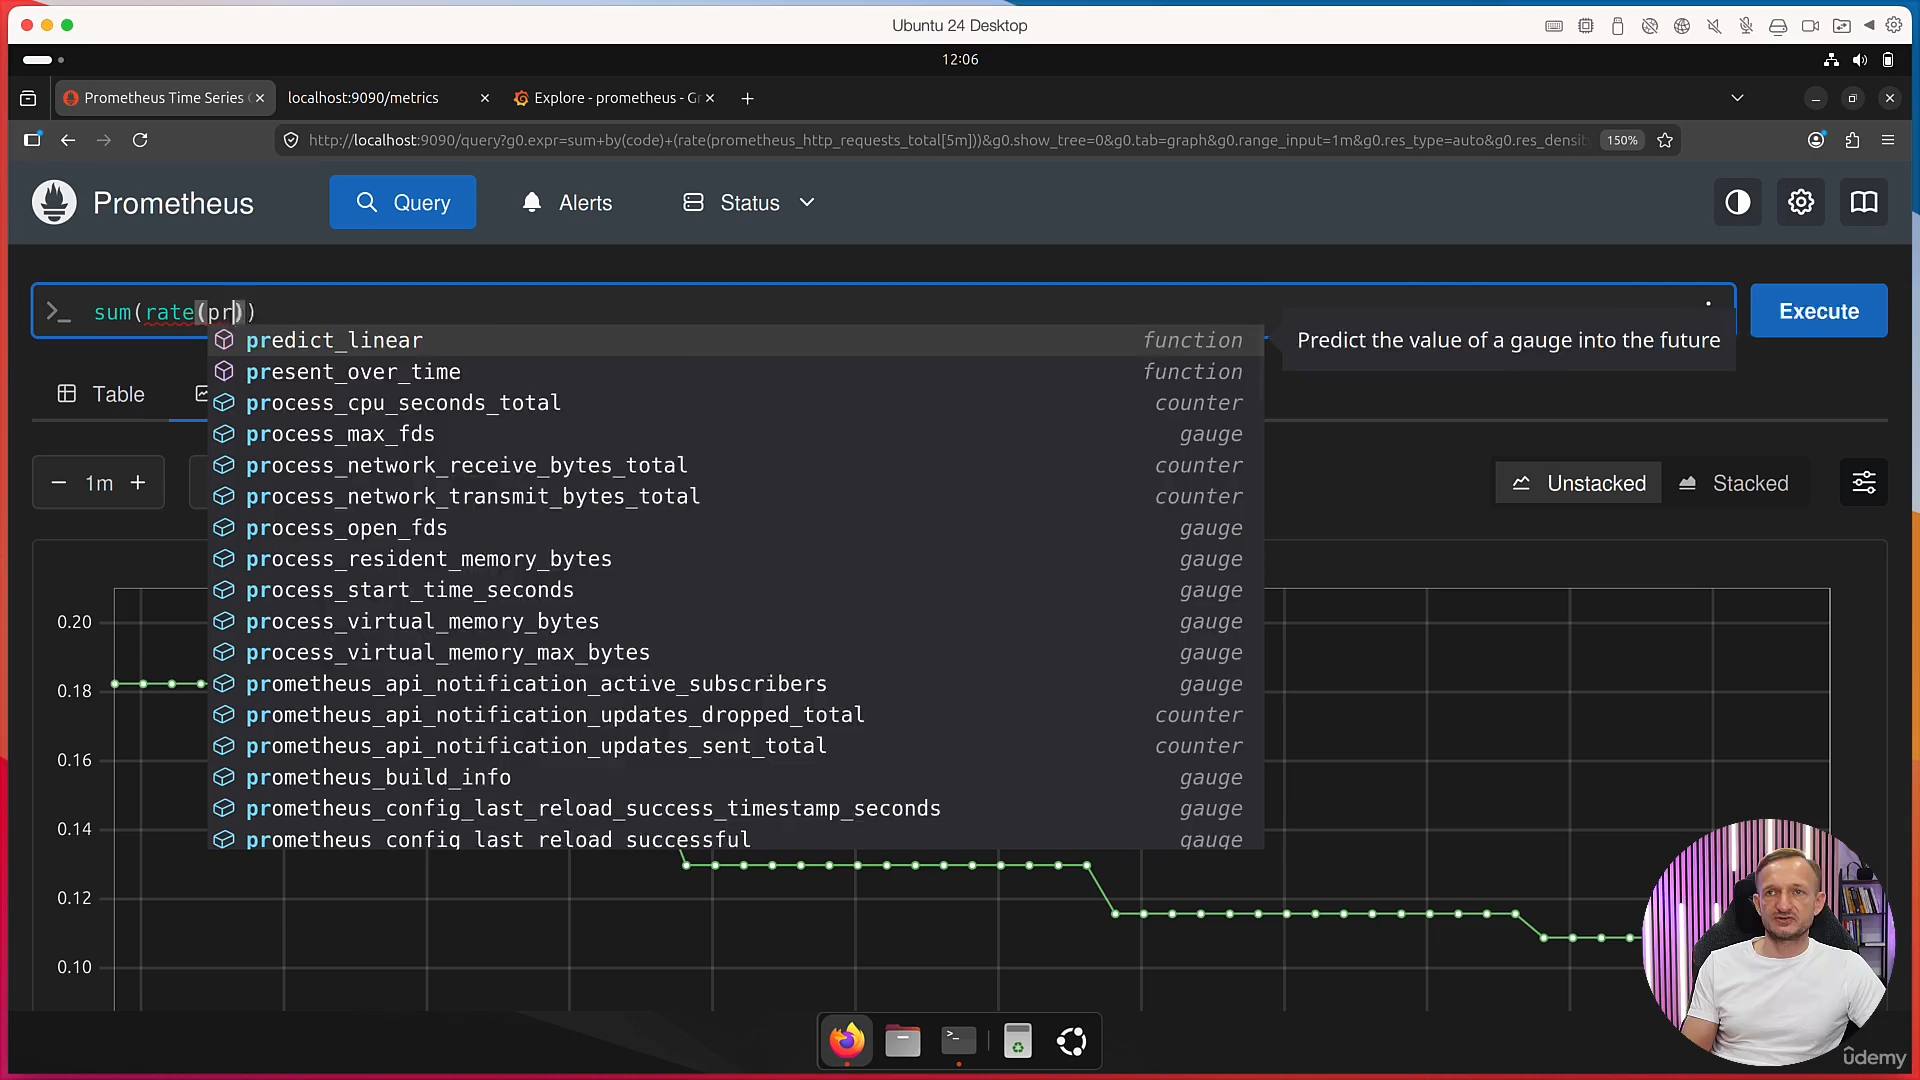 Ubuntu 24 Desktop
12:06
Prometheus Time Series
localhost:9090/metrics
Explore - prometheus - Gr
http://localhost:9090/query?g0.expr=sum+by(code)+(rate(prometheus_http_requests_total[5m]))&g0.show_tree=0&g0.tab=graph&g0.range_input=1m&g0.res_type=auto&g0.res_densit
150%
Prometheus
Query
Alerts
Status
>_ sum(rate(pr))
Execute
predict_linear function
Predict the value of a gauge into the future
present_over_time function
Table
process_cpu_seconds_total counter
process_max_fds gauge
process_network_receive_bytes_total counter
− 1m +
Unstacked
Stacked
process_network_transmit_bytes_total counter
process_open_fds gauge
process_resident_memory_bytes gauge
process_start_time_seconds gauge
process_virtual_memory_bytes gauge
process_virtual_memory_max_bytes gauge
prometheus_api_notification_active_subscribers gauge
prometheus_api_notification_updates_dropped_total counter
prometheus_api_notification_updates_sent_total counter
prometheus_build_info gauge
prometheus_config_last_reload_success_timestamp_seconds gauge
prometheus_config_last_reload_successful gauge
0.20
0.18
0.16
0.14
0.12
0.10
ûdemy